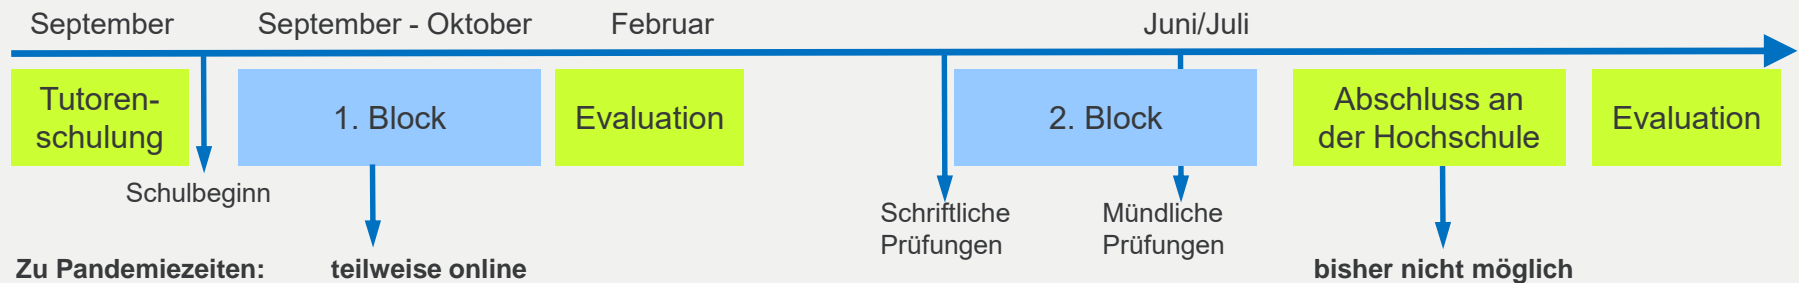 September
September - Oktober
Februar
Juni/Juli
Tutoren-
schulung
1. Block
Evaluation
2. Block
Abschluss an
der Hochschule
Evaluation
Schulbeginn
Schriftliche
Prüfungen
Mündliche
Prüfungen
Zu Pandemiezeiten:
teilweise online
bisher nicht möglich